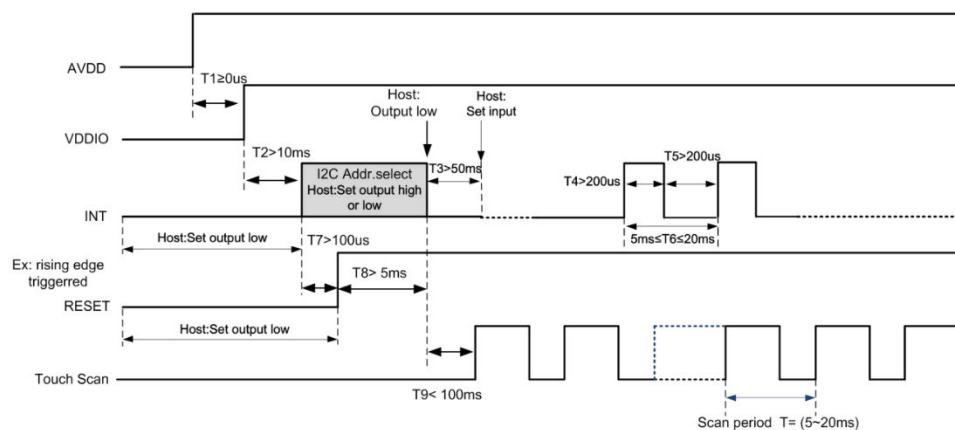 AVDD
T1≥0us
Host:
Output low
Host:
Set input
VDDIO
T2>10ms
I2C Addr.select
Host:Set output high
or low
T3>50ms
T4>200us
T5>200us
INT
5ms≤T6≤20ms
Host:Set output low
T7>100us
Ex: rising edge
triggerred
T8> 5ms
RESET
Host:Set output low
Touch Scan
T9< 100ms
Scan period T= (5~20ms)